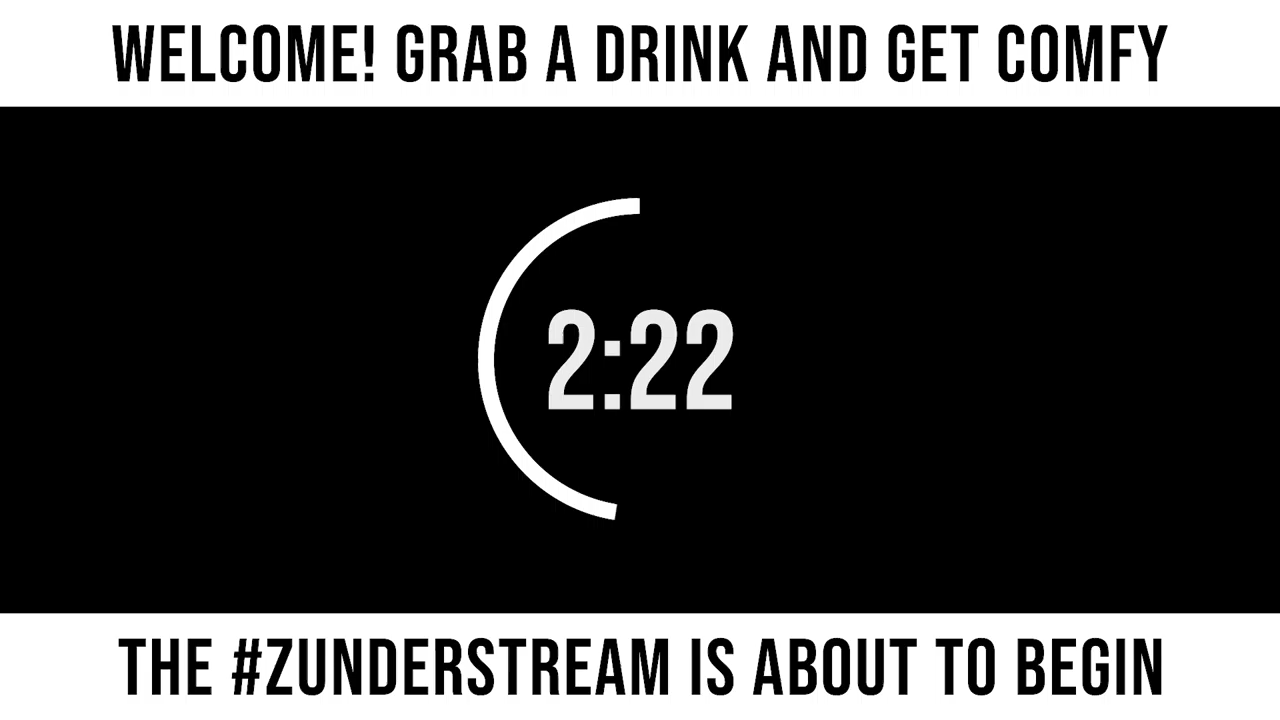 WELCOME! GRAB A DRINK AND GET COMFY
2:22
THE #ZUNDERSTREAM IS ABOUT TO BEGIN